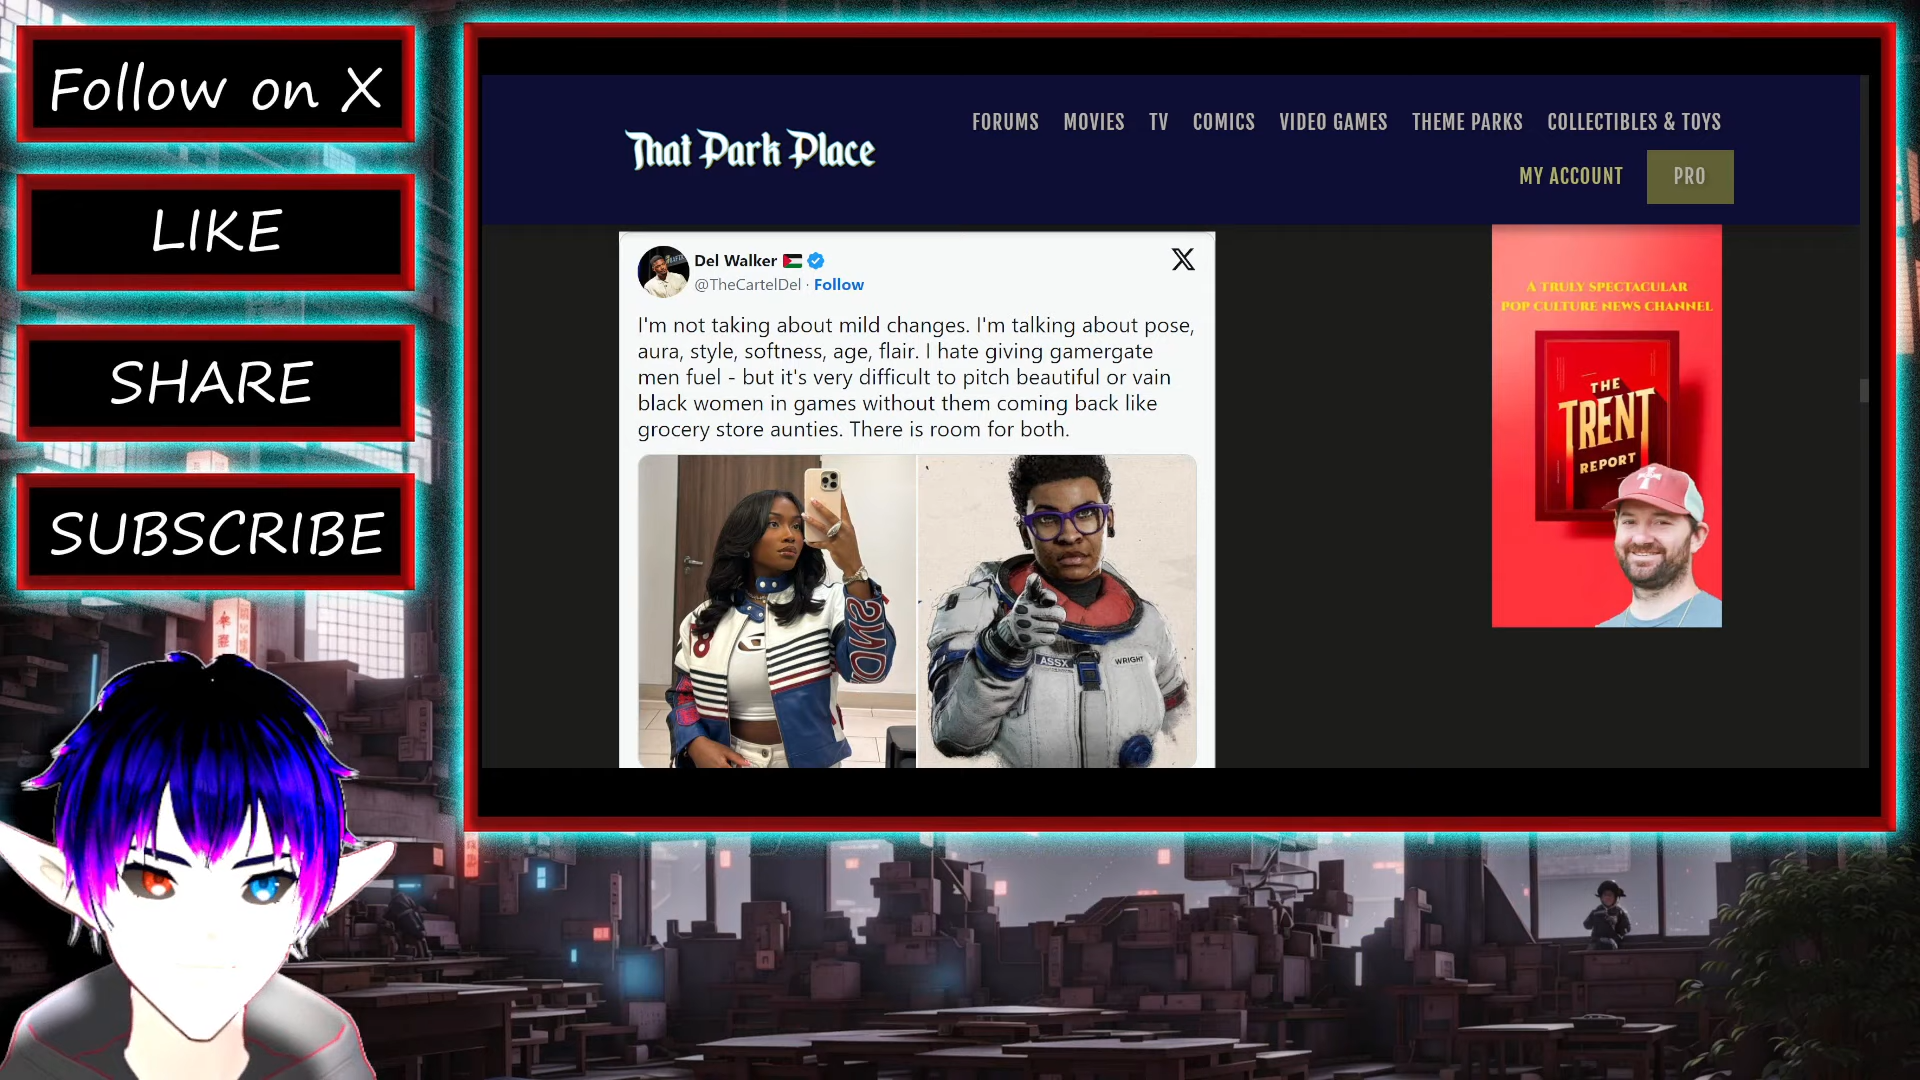 Follow on X
LIKE
SHARE
SUBSCRIBE
That Park Place
FORUMS MOVIES TV COMICS VIDEO GAMES THEME PARKS COLLECTIBLES & TOYS
MY ACCOUNT PRO
Del Walker
@TheCartelDel · Follow
I'm not taking about mild changes. I'm talking about pose,
aura, style, softness, age, flair. I hate giving gamergate
men fuel - but it's very difficult to pitch beautiful or vain
black women in games without them coming back like
grocery store aunties. There is room for both.
8
ASSX
WRIGHT
A TRULY SPECTACULAR
POP CULTURE NEWS CHANNEL
THE
TRENT
REPORT
T